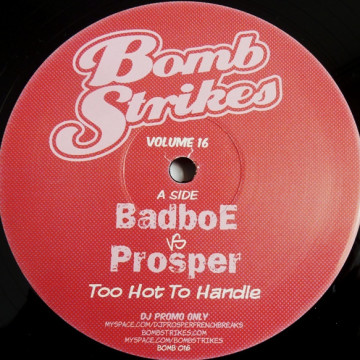 Bomb
Strikes
VOLUME 16
A SIDE
BadboE
vs
Prosper
Too Hot To Handle
DJ PROMO ONLY
MYSPACE.COM/DJPROSPERFRENCHBREAKS
BOMBSTRIKES.COM
MYSPACE.COM/BOMBSTRIKES
BOMB 016